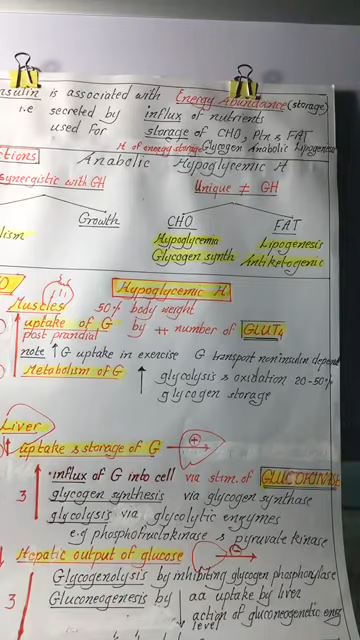 insulin is associated with Energy Abundance (storage)
i.e secreted by influx of nutrients
used for storage of CHO, Ptn & FAT
H of energy storage Glycogen Anabolic Lipogenesis
ctions Anabolic Hypoglycemic H
synergistic with GH Unique ≠ GH
Growth CHO FAT
lism Hypoglycemia Lipogenesis
Glycogen synth Antiketogenic
Hypoglycemic H
Muscles 50% body weight
↑ uptake of G by ++ number of GLUT4
post prandial
note ↑ G uptake in exercise G transport noninsulin depend
Metabolism of G ↑ glycolysis & oxidation 20-50%
glycogen storage
Liver
↑ uptake & storage of G ⊕
• influx of G into cell via stim. of GLUCOKINASE
3 glycogen synthesis via glycogen synthase
glycolysis via glycolytic enzymes
e.g phosphofructokinase & pyruvate kinase
↓ Hepatic output of glucose ⊖
Glycogenolysis by inhibiting glycogen phosphorylase
3 Gluconeogenesis by ↓ aa uptake by liver
action of gluconeogenetic enz
level